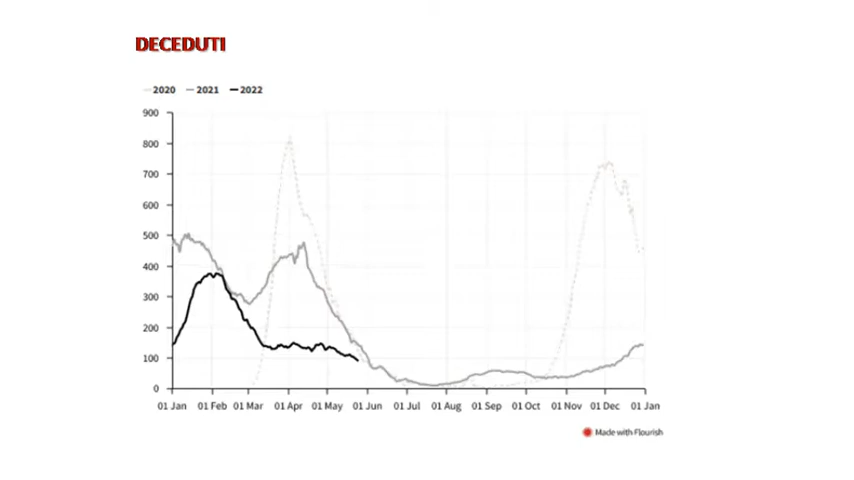 DECEDUTI
2020 2021 2022
900
800
700
600
500
400
300
200
100
0
01 Jan 01 Feb 01 Mar 01 Apr 01 May 01 Jun 01 Jul 01 Aug 01 Sep 01 Oct 01 Nov 01 Dec 01 Jan
Made with Flourish